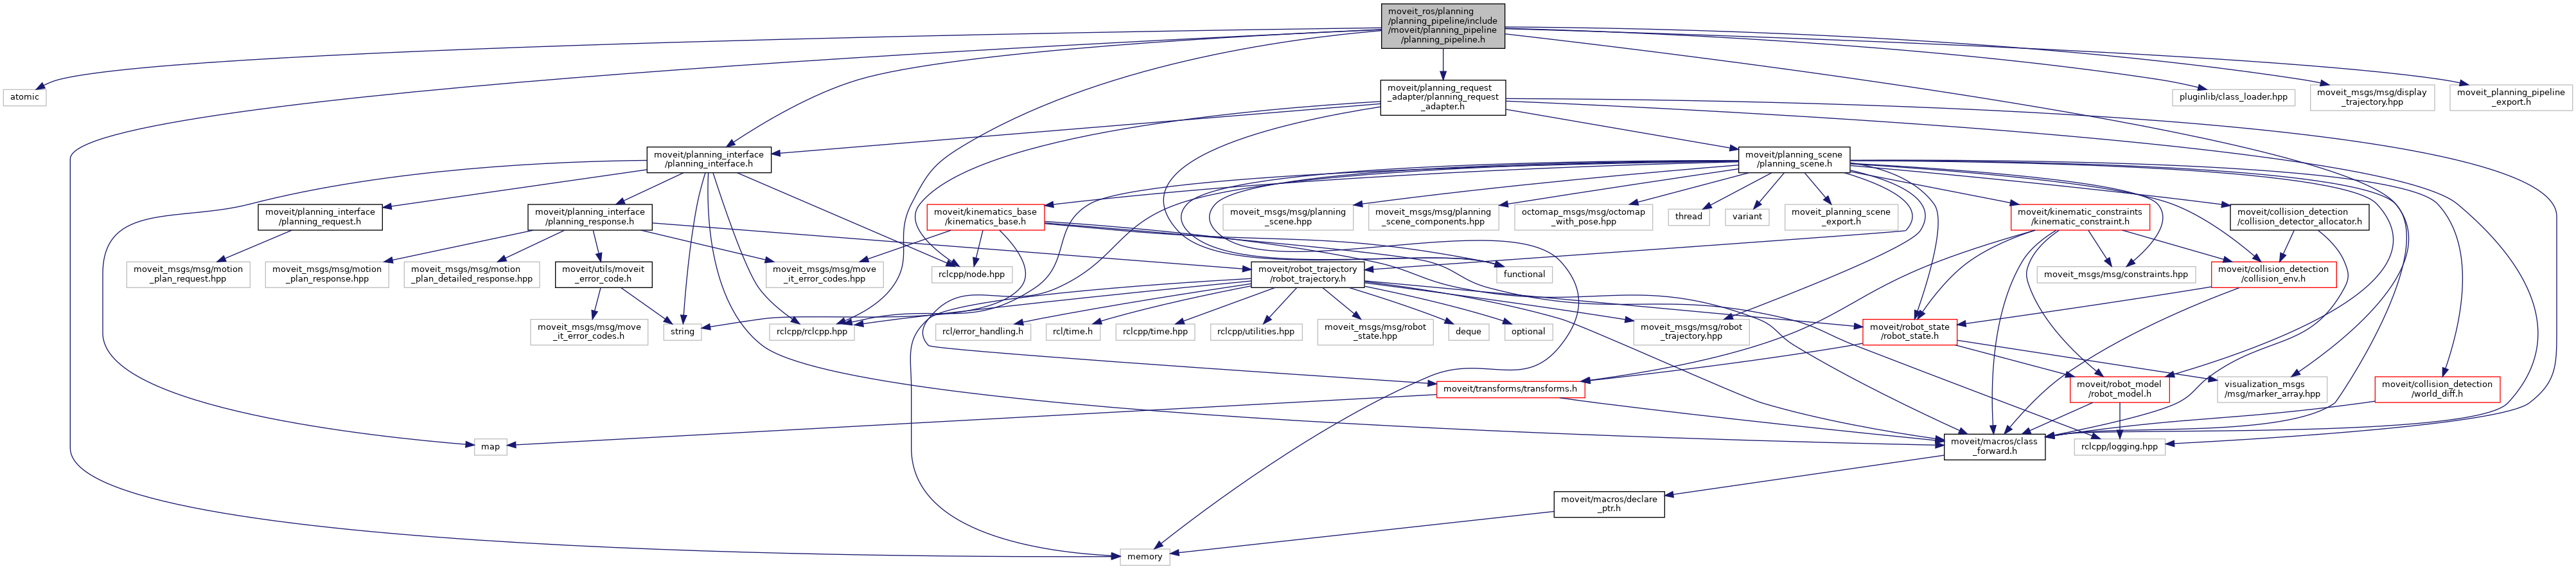 moveit_ros/planning
/planning_pipeline/include
/moveit/planning_pipeline
/planning_pipeline.h
atomic
moveit/planning_request
_adapter/planning_request
_adapter.h
pluginlib/class_loader.hpp
moveit_msgs/msg/display
_trajectory.hpp
moveit_planning_pipeline
_export.h
moveit/planning_interface
/planning_interface.h
moveit/planning_scene
/planning_scene.h
moveit/planning_interface
/planning_request.h
moveit/planning_interface
/planning_response.h
moveit/kinematics_base
/kinematics_base.h
moveit_msgs/msg/planning
_scene.hpp
moveit_msgs/msg/planning
_scene_components.hpp
octomap_msgs/msg/octomap
_with_pose.hpp
thread
variant
moveit_planning_scene
_export.h
moveit/kinematic_constraints
/kinematic_constraint.h
moveit/collision_detection
/collision_detector_allocator.h
moveit_msgs/msg/motion
_plan_request.hpp
moveit_msgs/msg/motion
_plan_response.hpp
moveit_msgs/msg/motion
_plan_detailed_response.hpp
moveit/utils/moveit
_error_code.h
moveit_msgs/msg/move
_it_error_codes.hpp
rclcpp/node.hpp
moveit/robot_trajectory
/robot_trajectory.h
functional
moveit_msgs/msg/constraints.hpp
moveit/collision_detection
/collision_env.h
moveit_msgs/msg/move
_it_error_codes.h
string
rclcpp/rclcpp.hpp
rcl/error_handling.h
rcl/time.h
rclcpp/time.hpp
rclcpp/utilities.hpp
moveit_msgs/msg/robot
_state.hpp
deque
optional
moveit_msgs/msg/robot
_trajectory.hpp
moveit/robot_state
/robot_state.h
moveit/transforms/transforms.h
moveit/robot_model
/robot_model.h
visualization_msgs
/msg/marker_array.hpp
moveit/collision_detection
/world_diff.h
map
moveit/macros/class
_forward.h
rclcpp/logging.hpp
moveit/macros/declare
_ptr.h
memory